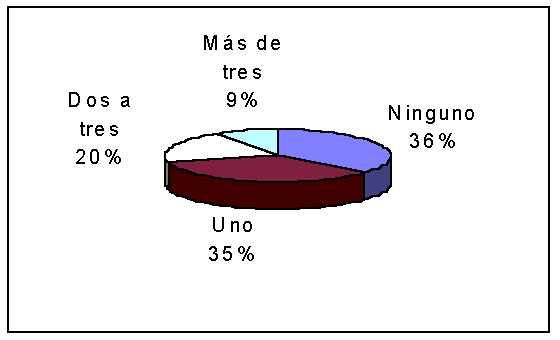 Más de
tres
9%
Dos a
tres
20%
Ninguno
36%
Uno
35%